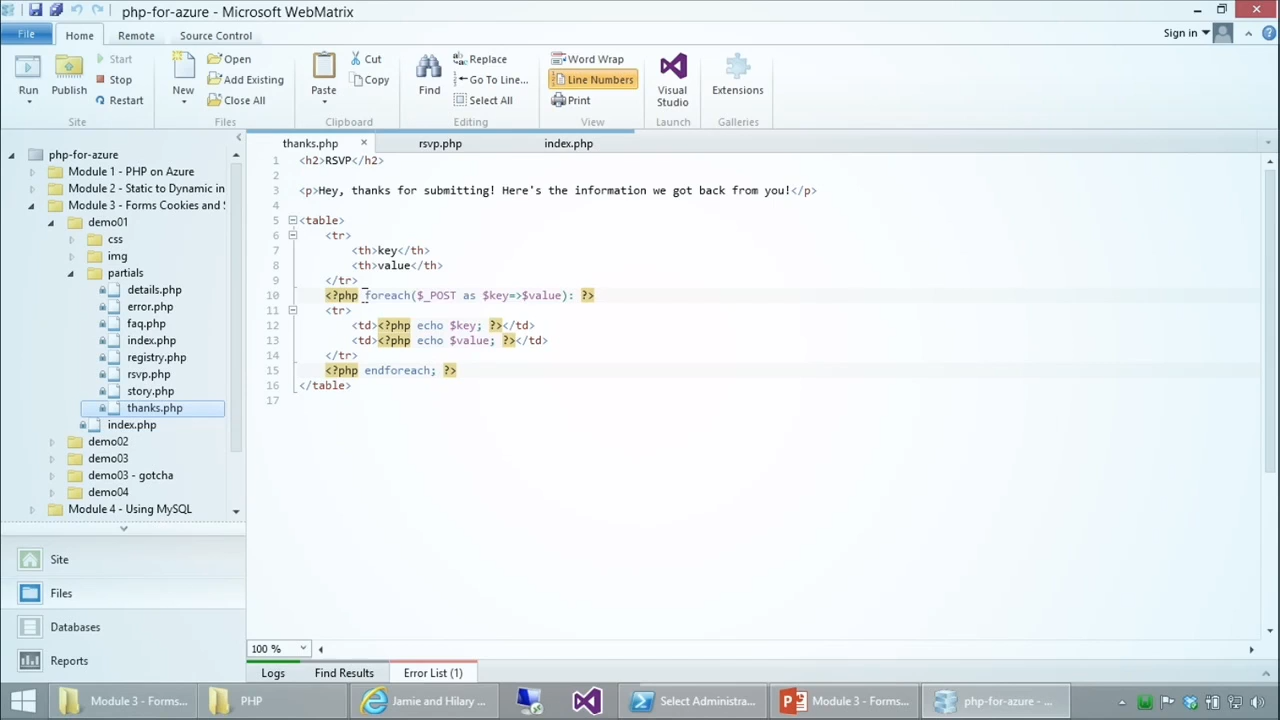 php-for-azure - Microsoft WebMatrix
File
Home
Remote
Source Control
Sign in
Run
Publish
Start
Stop
Restart
Site
New
Open
Add Existing
Close All
Files
Paste
Cut
Copy
Clipboard
Find
Replace
Go To Line...
Select All
Editing
Word Wrap
Line Numbers
Print
View
Visual
Studio
Launch
Extensions
Galleries
php-for-azure
Module 1 - PHP on Azure
Module 2 - Static to Dynamic in
Module 3 - Forms Cookies and S
demo01
css
img
partials
details.php
error.php
faq.php
index.php
registry.php
rsvp.php
story.php
thanks.php
index.php
demo02
demo03
demo03 - gotcha
demo04
Module 4 - Using MySQL
Site
Files
Databases
Reports
thanks.php × rsvp.php index.php
1 <h2>RSVP</h2>
2
3 <p>Hey, thanks for submitting! Here's the information we got back from you!</p>
4
5 <table>
6 <tr>
7 <th>key</th>
8 <th>value</th>
9 </tr>
10 <?php foreach($_POST as $key=>$value): ?>
11 <tr>
12 <td><?php echo $key; ?></td>
13 <td><?php echo $value; ?></td>
14 </tr>
15 <?php endforeach; ?>
16 </table>
17
100 %
Logs Find Results Error List (1)
Module 3 - Forms... PHP Jamie and Hilary ... Select Administra... Module 3 - Forms... php-for-azure - ...